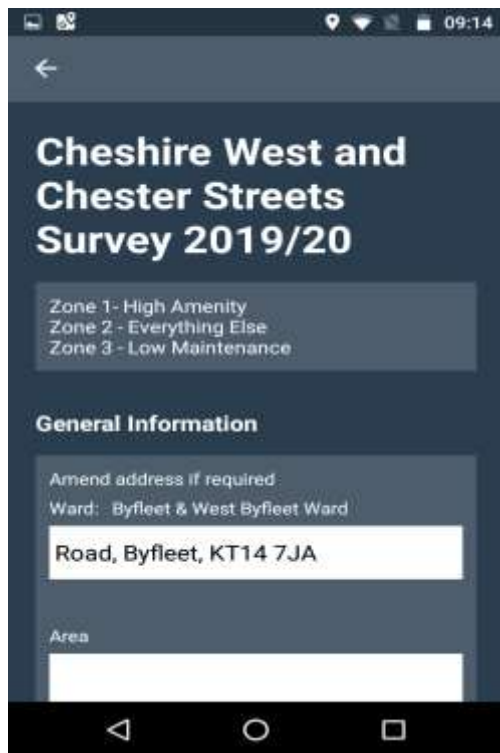 09:14
Cheshire West and
Chester Streets
Survey 2019/20
Zone 1- High Amenity
Zone 2 - Everything Else
Zone 3 - Low Maintenance
General Information
Amend address if required
Ward: Byfleet & West Byfleet Ward
Road, Byfleet, KT14 7JA
Area